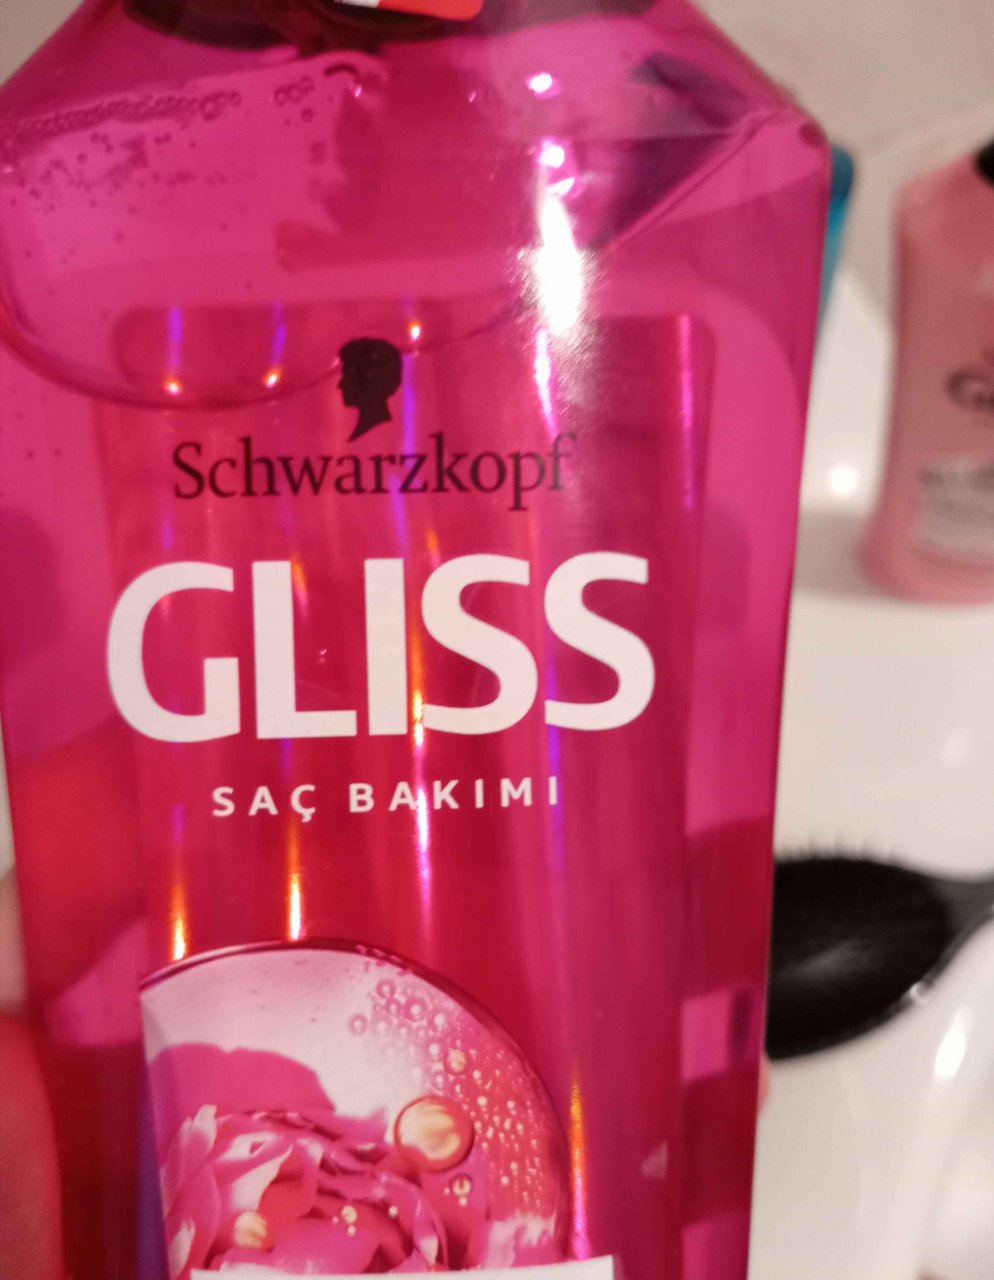 Schwarzkopf
GLISS
SAÇ BAKIMI